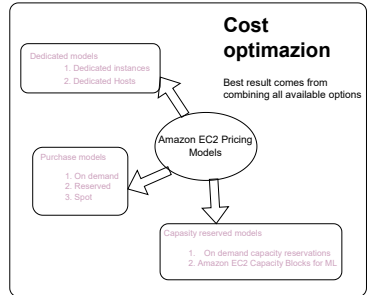 Cost
optimazion
Best result comes from
combining all available options
Dedicated models
1. Dedicated instances
2. Dedicated Hosts
Amazon EC2 Pricing
Models
Purchase models
1. On demand
2. Reserved
3. Spot
Capasity reserved models
1. On demand capacity reservations
2. Amazon EC2 Capacity Blocks for ML